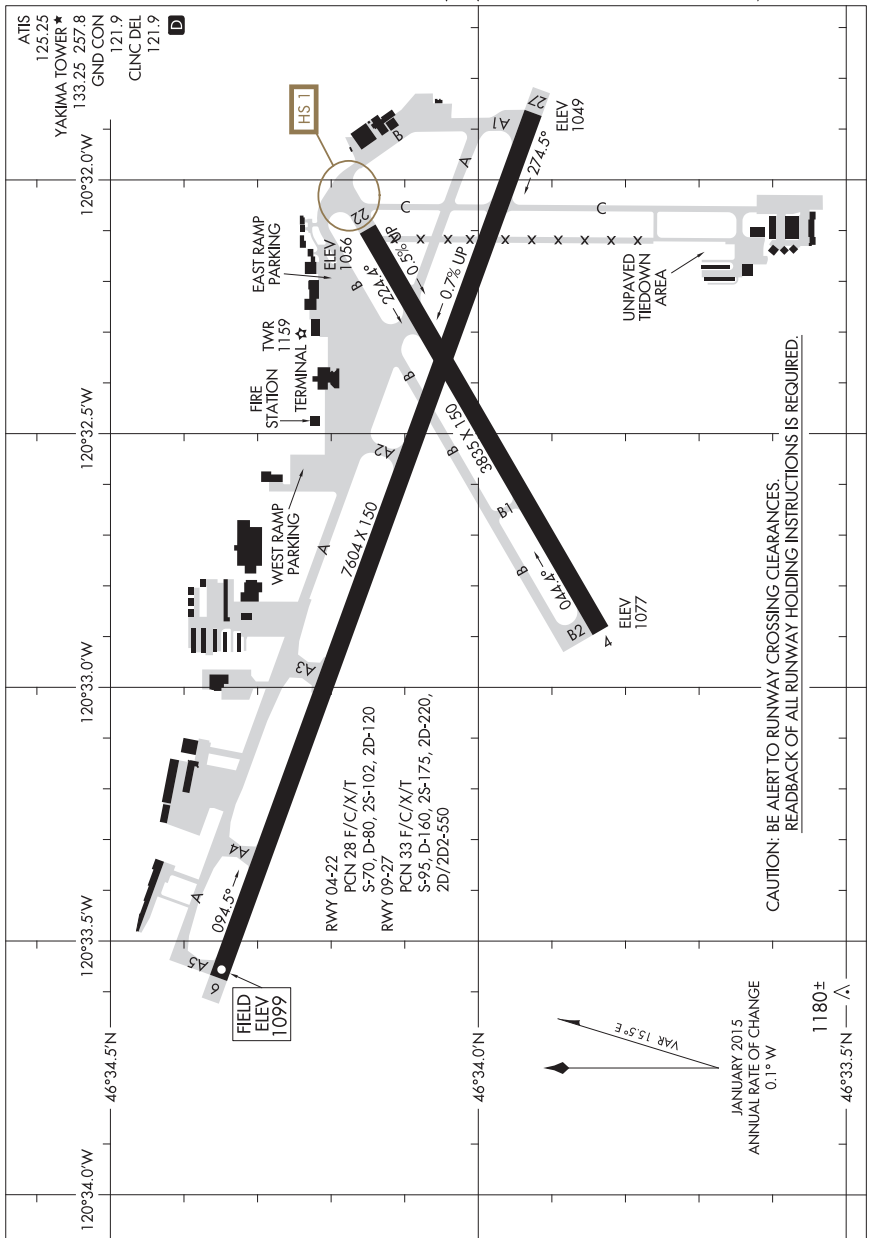 ATIS
125.25
YAKIMA TOWER★
133.25 257.8
GND CON
121.9
CLNC DEL
121.9
D
120°34.0'W
120°33.5'W
120°33.0'W
120°32.5'W
120°32.0'W
46°34.5'N
46°34.0'N
46°33.5'N
HS 1
FIELD
ELEV
1099
9
A5
A
094.5°
A4
A3
A
A2
7604 X 150
WEST RAMP
PARKING
FIRE
STATION
TERMINAL
TWR
1159
EAST RAMP
PARKING
ELEV
1056
22
224.4°
0.5% UP
B
B
B
B1
B
B2
3835 X 150
044.4°
4
ELEV
1077
0.7% UP
274.5°
27
ELEV
1049
A1
A
B
C
C
X X X X X X X X X X
UNPAVED
TIEDOWN
AREA
RWY 04-22
PCN 28 F/C/X/T
S-70, D-80, 2S-102, 2D-120
RWY 09-27
PCN 33 F/C/X/T
S-95, D-160, 2S-175, 2D-220,
2D/2D2-550
VAR 15.5° E
JANUARY 2015
ANNUAL RATE OF CHANGE
0.1° W
1180±
CAUTION: BE ALERT TO RUNWAY CROSSING CLEARANCES.
READBACK OF ALL RUNWAY HOLDING INSTRUCTIONS IS REQUIRED.